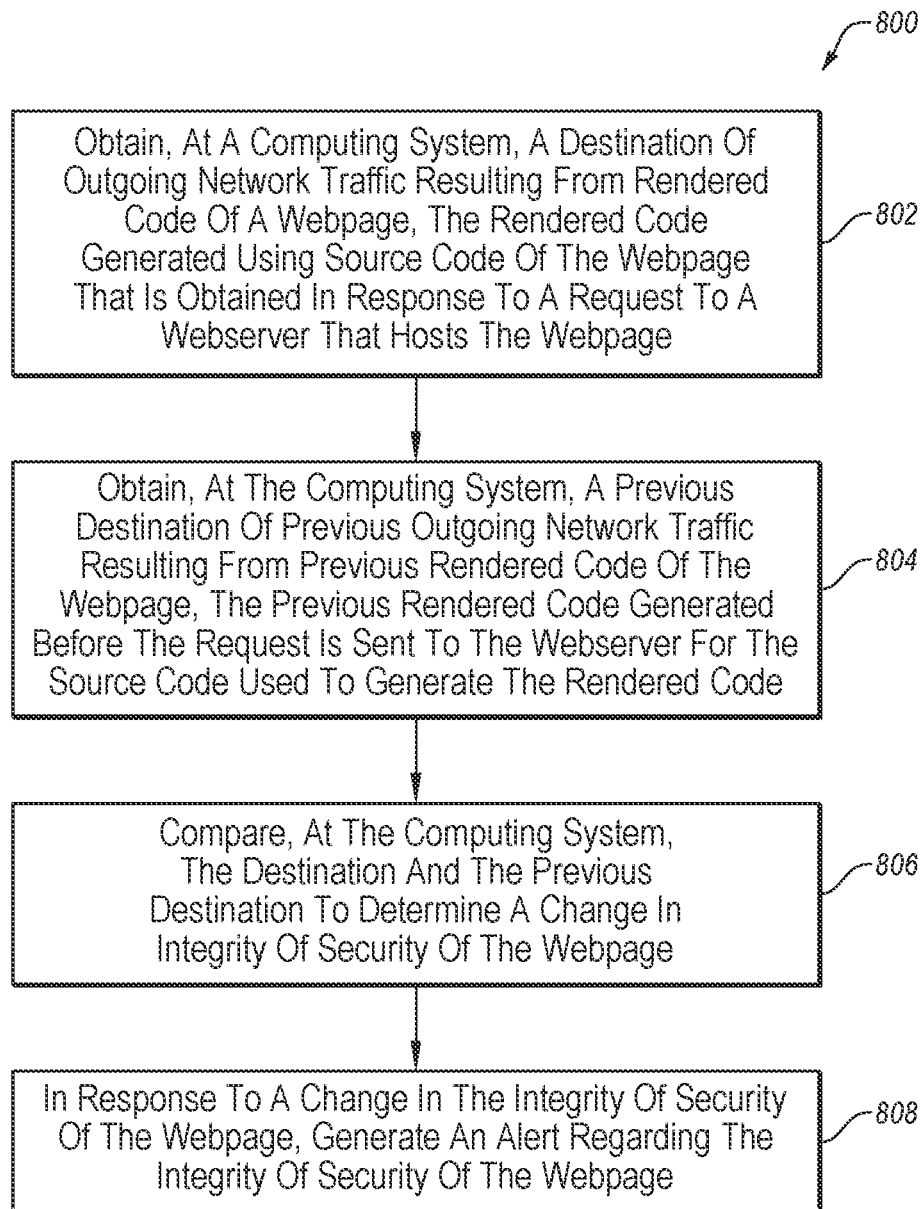 800
Obtain, At A Computing System, A Destination Of
Outgoing Network Traffic Resulting From Rendered
Code Of A Webpage, The Rendered Code
Generated Using Source Code Of The Webpage
That Is Obtained In Response To A Request To A
Webserver That Hosts The Webpage
802
Obtain, At The Computing System, A Previous
Destination Of Previous Outgoing Network Traffic
Resulting From Previous Rendered Code Of The
Webpage, The Previous Rendered Code Generated
Before The Request Is Sent To The Webserver For The
Source Code Used To Generate The Rendered Code
804
Compare, At The Computing System,
The Destination And The Previous
Destination To Determine A Change In
Integrity Of Security Of The Webpage
806
In Response To A Change In The Integrity Of Security
Of The Webpage, Generate An Alert Regarding The
Integrity Of Security Of The Webpage
808